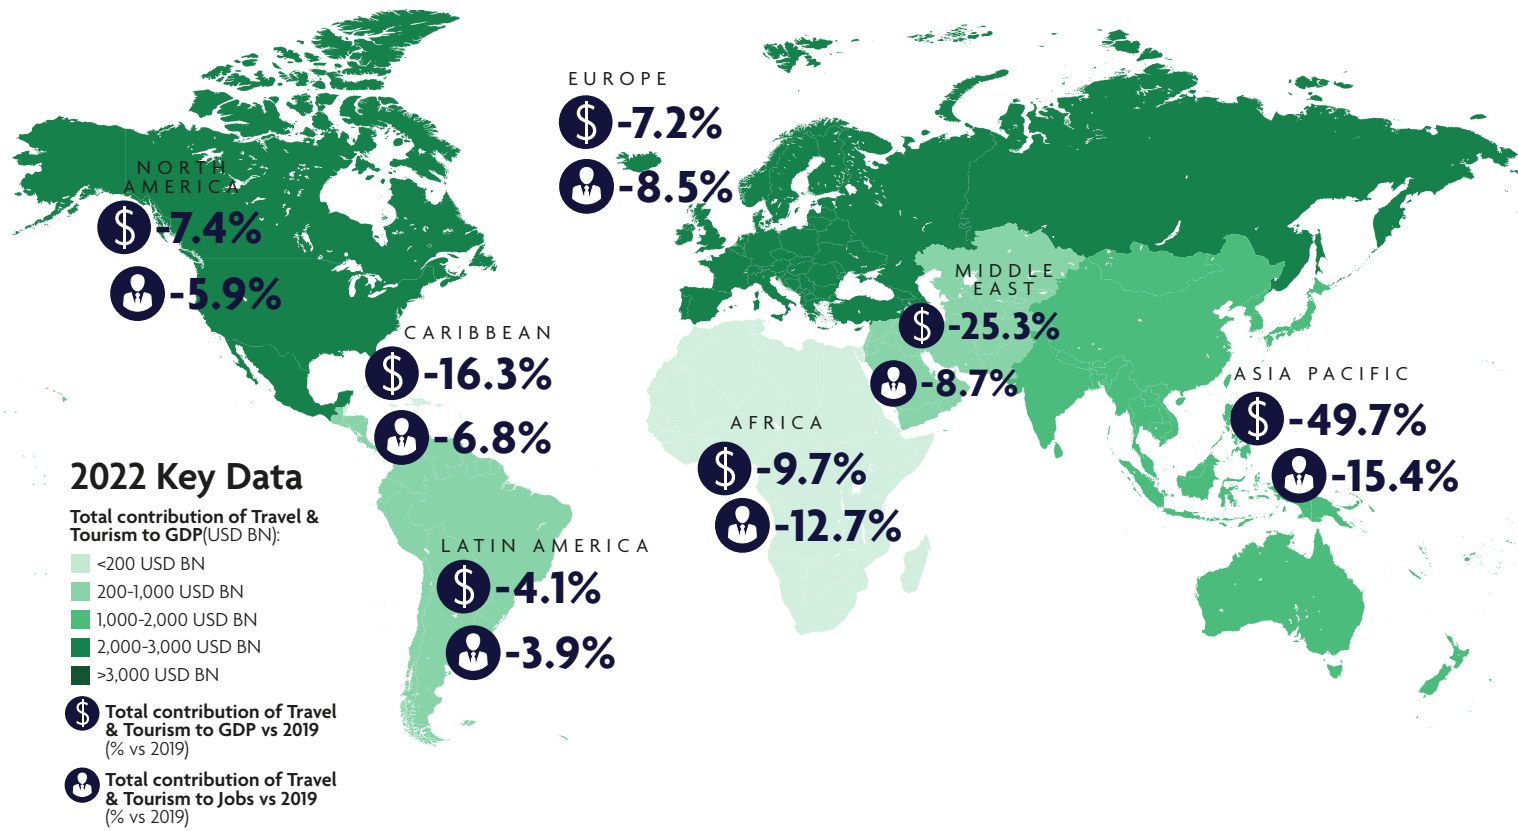 EUROPE
-7.2%
-8.5%
NORTH
AMERICA
-7.4%
-5.9%
MIDDLE
EAST
-25.3%
-8.7%
CARIBBEAN
-16.3%
-6.8%
ASIA PACIFIC
-49.7%
-15.4%
AFRICA
-9.7%
-12.7%
LATIN AMERICA
-4.1%
-3.9%
2022 Key Data
Total contribution of Travel &
Tourism to GDP(USD BN):
<200 USD BN
200-1,000 USD BN
1,000-2,000 USD BN
2,000-3,000 USD BN
>3,000 USD BN
$ Total contribution of Travel
& Tourism to GDP vs 2019
(% vs 2019)
Total contribution of Travel
& Tourism to Jobs vs 2019
(% vs 2019)